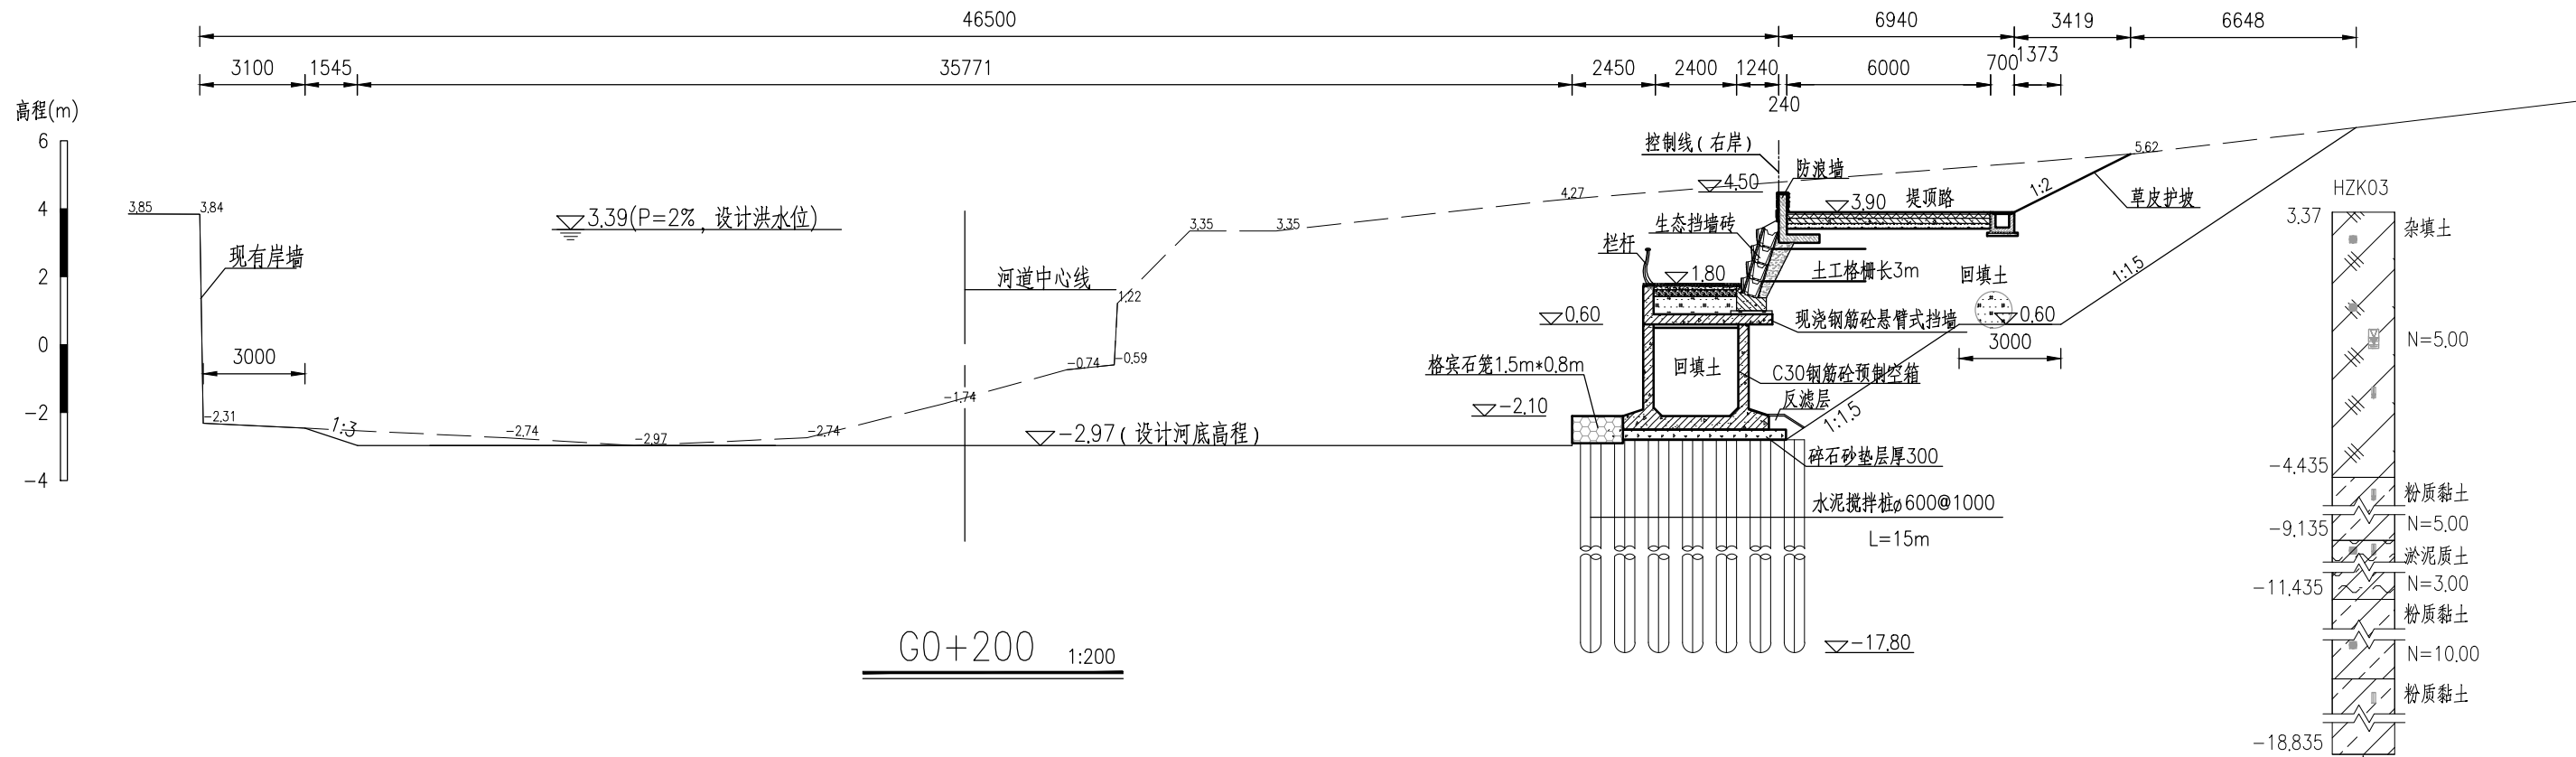 46500
6940
3419
6648
3100
1545
35771
2450
2400
1240
240
6000
700
1373
高程(m)
6
4
2
0
-2
-4
3.85
3.84
现有岸墙
3000
-2.31
1:3
3.39(P=2%,设计洪水位)
河道中心线
3.35
3.35
4.27
1.22
-0.59
-0.74
-1.74
-2.74
-2.97
-2.74
-2.97(设计河底高程)
控制线(右岸)
防浪墙
4.50
3.90
堤顶路
1:2
5.62
草皮护坡
生态挡墙砖
栏杆
1.80
土工格栅长3m
回填土
1:1.5
0.60
0.60
现浇钢筋砼悬臂式挡墙
3000
格宾石笼1.5m*0.8m
回填土
C30钢筋砼预制空箱
反滤层
-2.10
1:1.5
碎石砂垫层厚300
水泥搅拌桩ø600@1000
L=15m
-17.80
G0+200 1:200
HZK03
3.37
杂填土
N=5.00
-4.435
粉质黏土
N=5.00
-9.135
淤泥质土
N=3.00
-11.435
粉质黏土
N=10.00
粉质黏土
-18.835